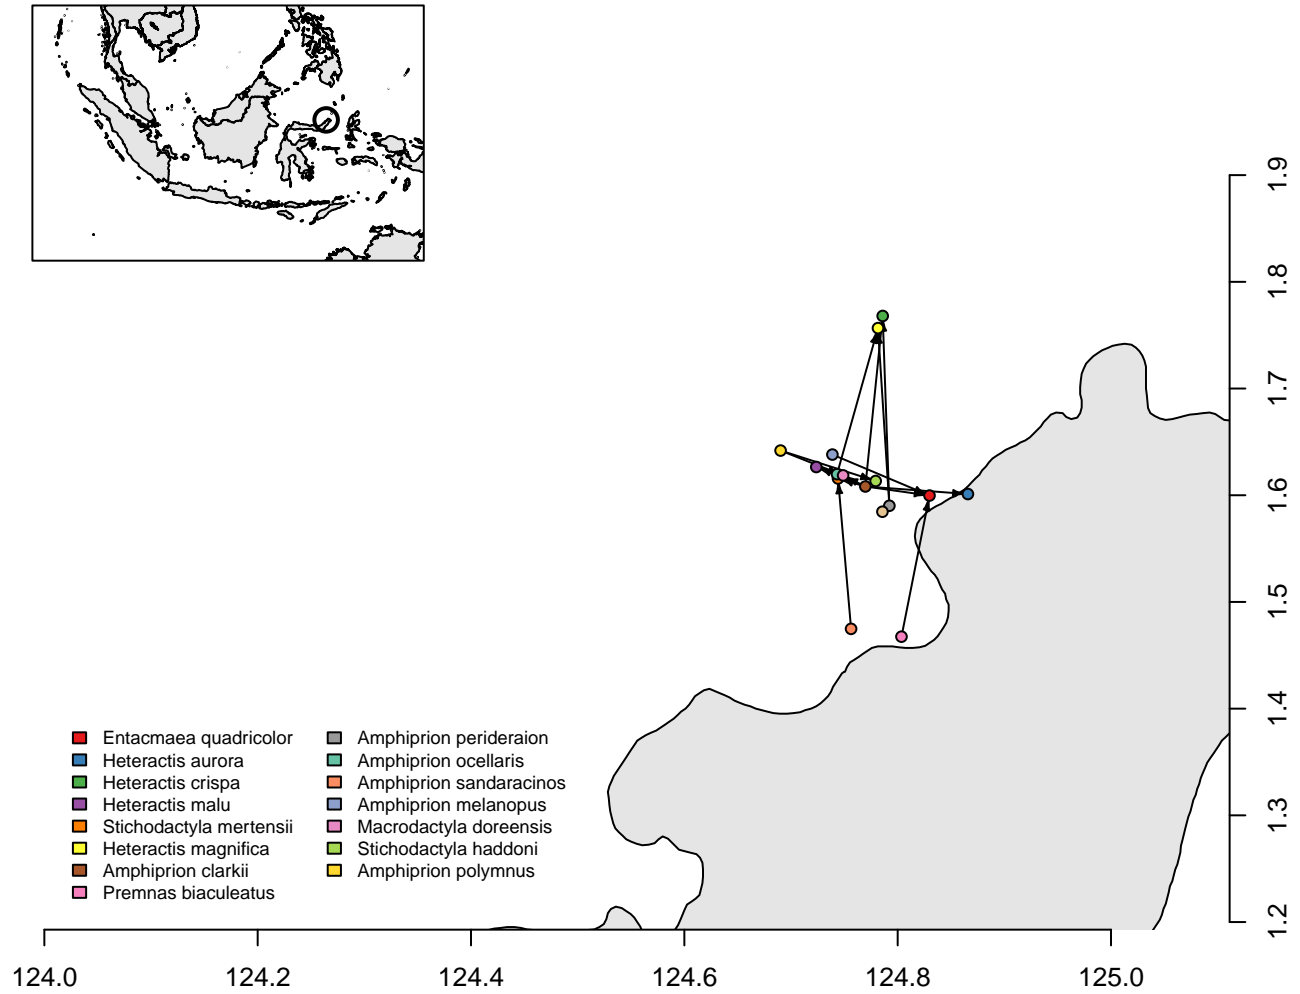 1.9
1.8
1.7
1.6
1.5
1.4
1.3
1.2
Entacmaea quadricolor
Heteractis aurora
Heteractis crispa
Heteractis malu
Stichodactyla mertensii
Heteractis magnifica
Amphiprion clarkii
Premnas biaculeatus
Amphiprion perideraion
Amphiprion ocellaris
Amphiprion sandaracinos
Amphiprion melanopus
Macrodactyla doreensis
Stichodactyla haddoni
Amphiprion polymnus
124.0 124.2 124.4 124.6 124.8 125.0